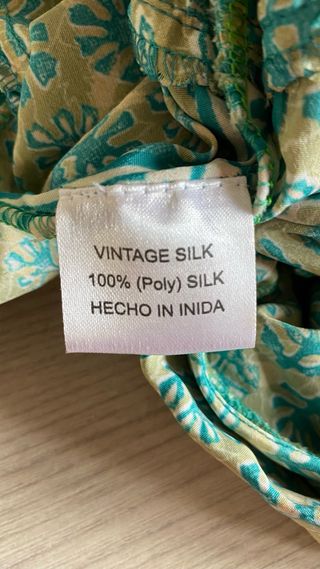 VINTAGE SILK
100% (Poly) SILK
HECHO IN INIDA